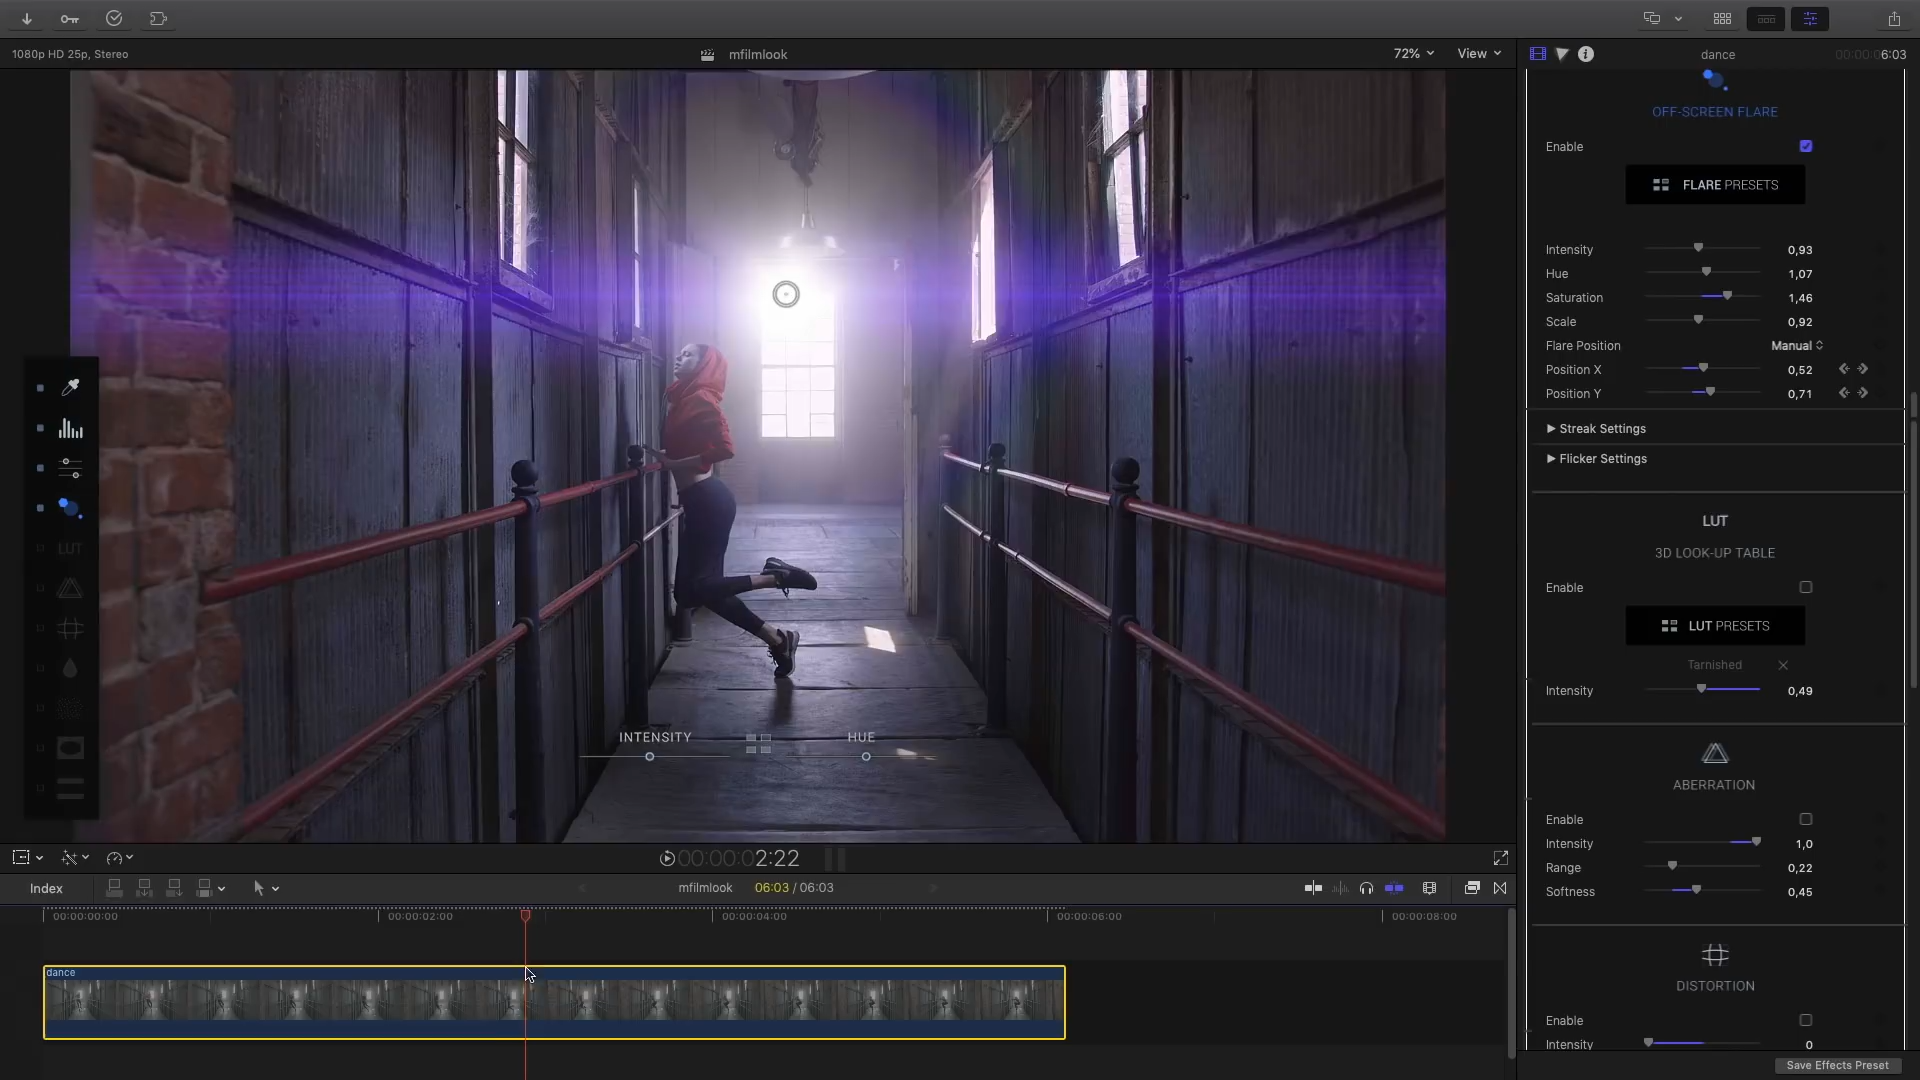 1080p HD 25p, Stereo
mfilmlook
72%
View
dance
00:00:06:03
OFF-SCREEN FLARE
Enable
FLARE PRESETS
Intensity 0,93
Hue 1,07
Saturation 1,46
Scale 0,92
Flare Position Manual
Position X 0,52
Position Y 0,71
Streak Settings
Flicker Settings
LUT
3D LOOK-UP TABLE
Enable
LUT PRESETS
Tarnished
Intensity 0,49
ABERRATION
Enable
Intensity 1,0
Range 0,22
Softness 0,45
DISTORTION
Enable
Intensity 0
Save Effects Preset
LUT
INTENSITY
HUE
00:00:02:22
Index
mfilmlook
06:03 / 06:03
00:00:00:00
00:00:02:00
00:00:04:00
00:00:06:00
00:00:08:00
dance